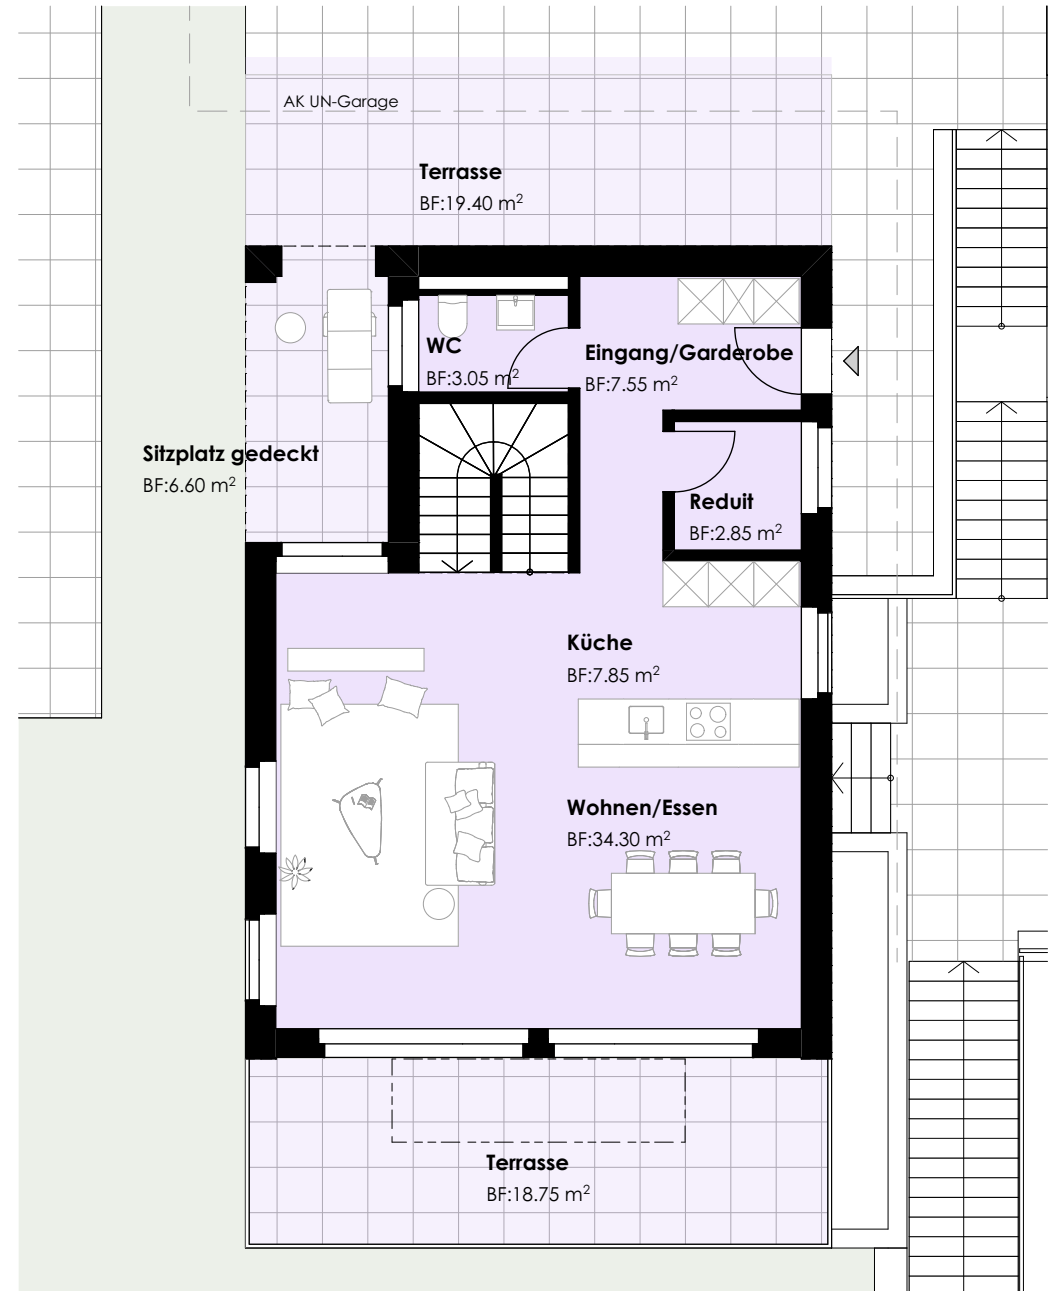 AK UN-Garage
Terrasse
BF:19.40 m²
WC
BF:3.05 m²
Eingang/Garderobe
BF:7.55 m²
Sitzplatz gedeckt
BF:6.60 m²
Reduit
BF:2.85 m²
Küche
BF:7.85 m²
Wohnen/Essen
BF:34.30 m²
Terrasse
BF:18.75 m²